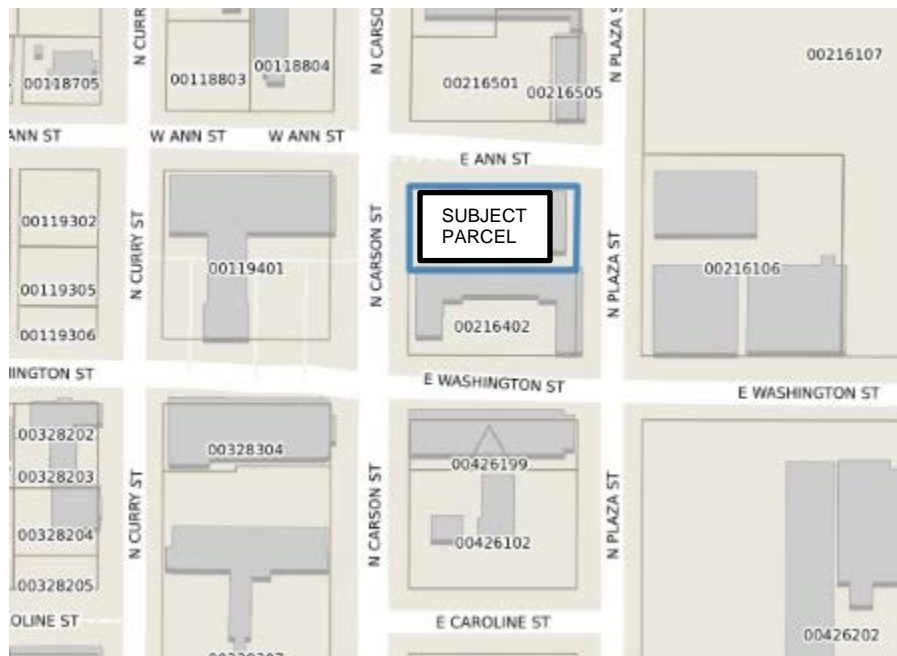 N CURR
N CARSO
N PLAZA S
00216107
00118705
00118803
00118804
00216501
00216505
ANN ST
W ANN ST
W ANN ST
E ANN ST
00119302
N CURRY ST
00119401
N CARSON ST
SUBJECT
PARCEL
N PLAZA ST
00216106
00119305
00119306
00216402
INGTON ST
E WASHINGTON ST
E WASHINGTON ST
00328202
00328203
00328304
00426199
N CURRY ST
N CARSON ST
N PLAZA ST
00328204
00426102
00328205
OLINE ST
E CAROLINE ST
00426202